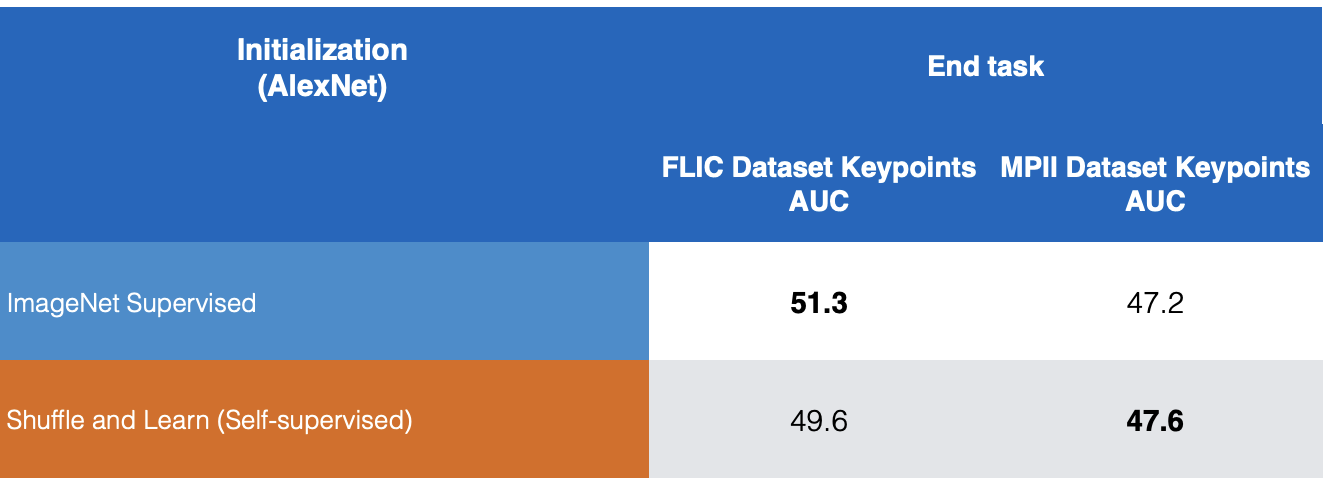 Initialization
(AlexNet)
End task
FLIC Dataset Keypoints
AUC
MPII Dataset Keypoints
AUC
ImageNet Supervised
51.3
47.2
Shuffle and Learn (Self-supervised)
49.6
47.6